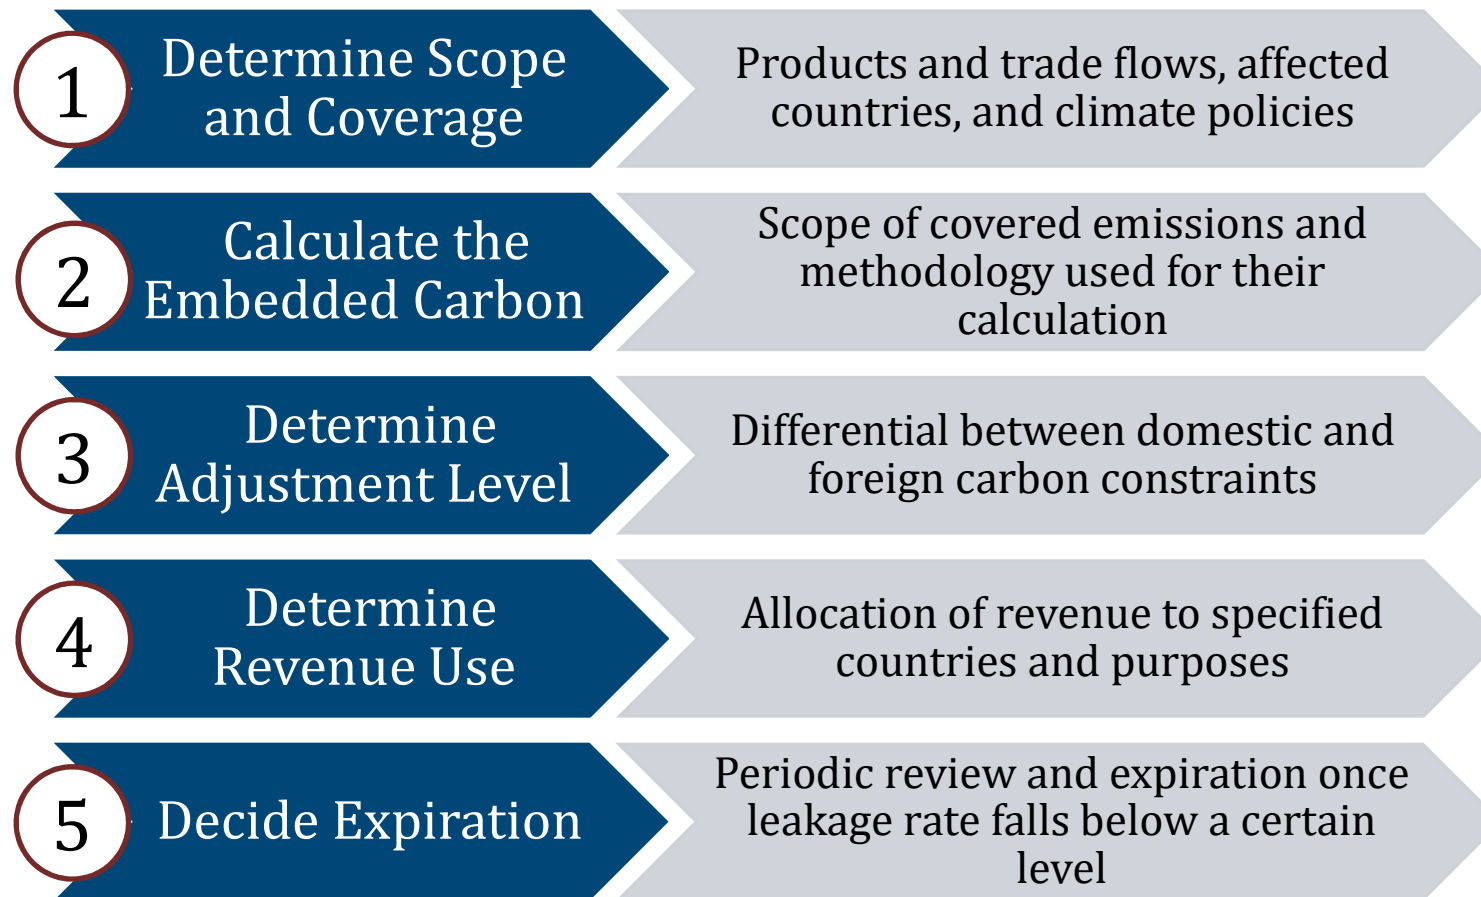 1
Determine Scope
and Coverage
Products and trade flows, affected
countries, and climate policies
2
Calculate the
Embedded Carbon
Scope of covered emissions and
methodology used for their
calculation
3
Determine
Adjustment Level
Differential between domestic and
foreign carbon constraints
4
Determine
Revenue Use
Allocation of revenue to specified
countries and purposes
5
Decide Expiration
Periodic review and expiration once
leakage rate falls below a certain
level